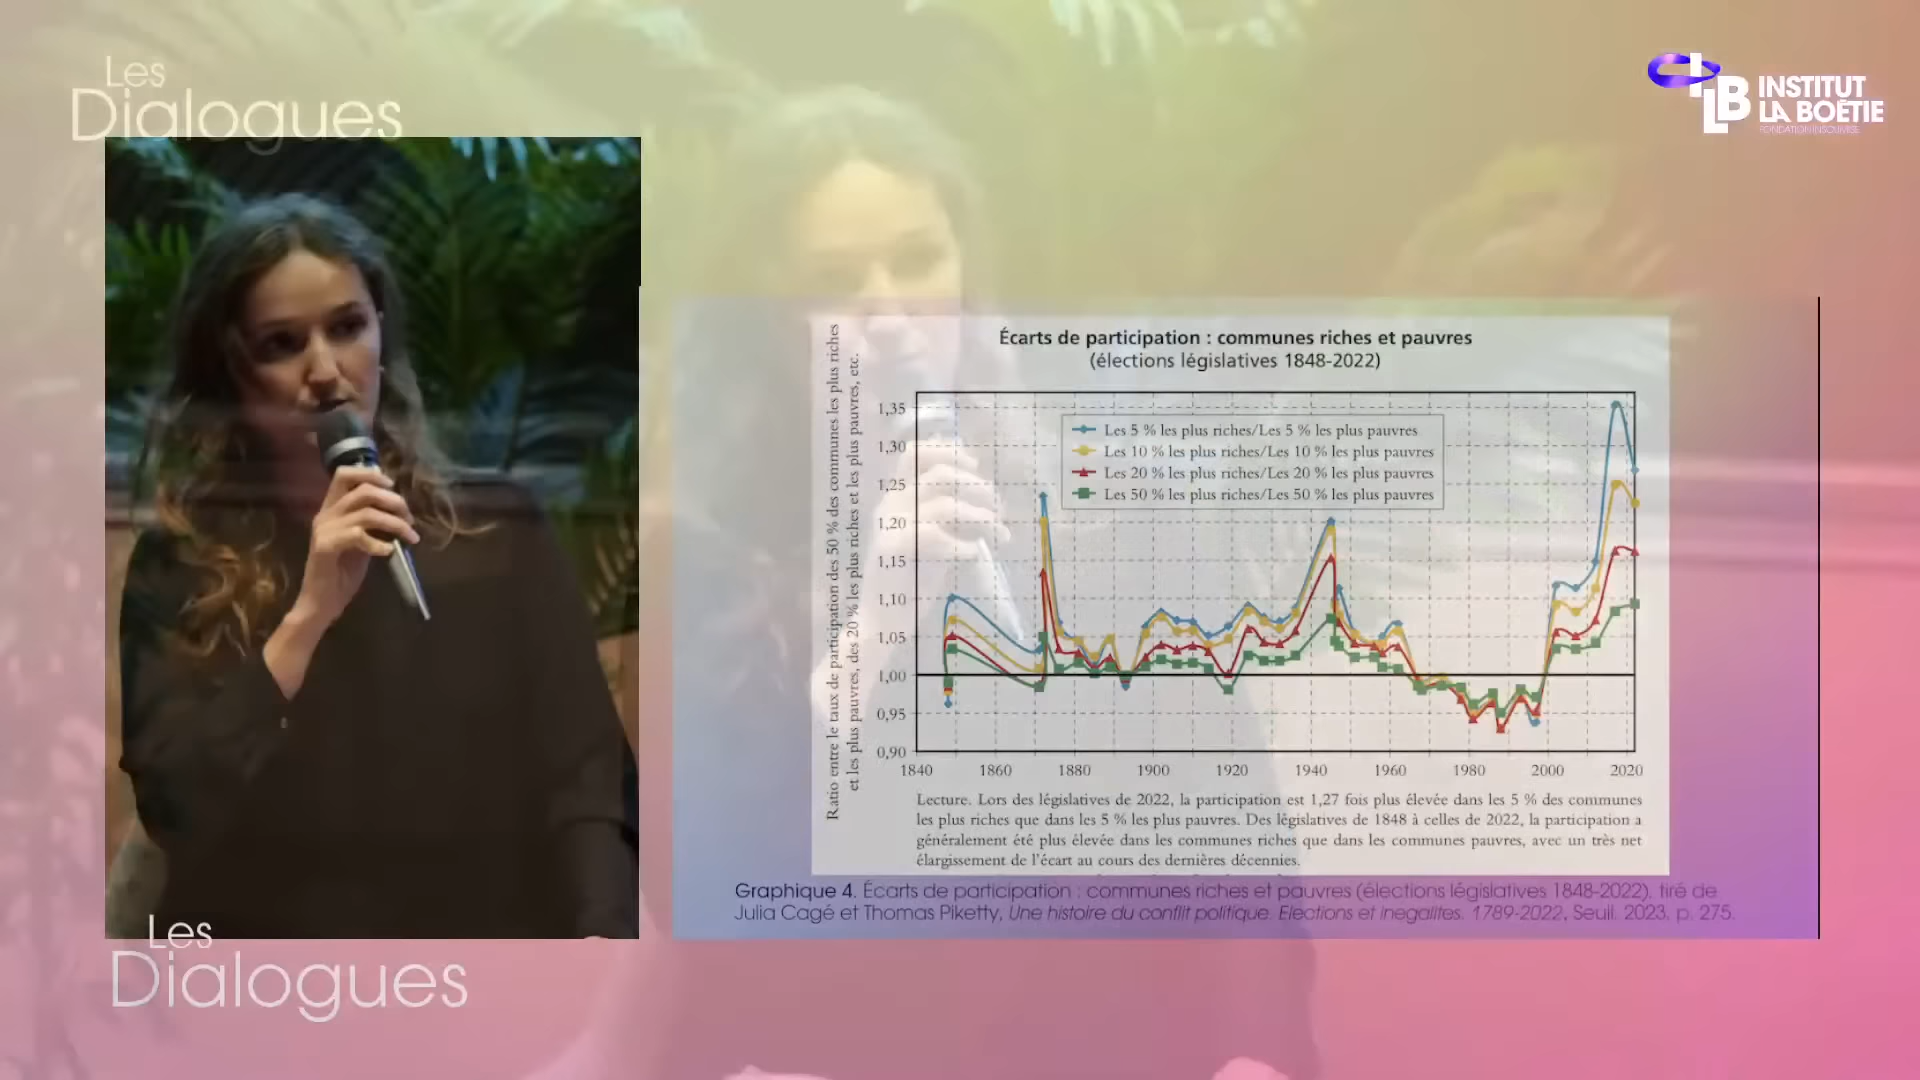 Les
Dialogues
ILB INSTITUT
LA BOÉTIE
FONDATION INSOUMISE
Écarts de participation : communes riches et pauvres
(élections législatives 1848-2022)
Ratio entre le taux de participation des 50 % des communes les plus riches
et les plus pauvres, des 20 % les plus riches et les plus pauvres, etc.
1,35
1,30
1,25
1,20
1,15
1,10
1,05
1,00
0,95
0,90
Les 5 % les plus riches/Les 5 % les plus pauvres
Les 10 % les plus riches/Les 10 % les plus pauvres
Les 20 % les plus riches/Les 20 % les plus pauvres
Les 50 % les plus riches/Les 50 % les plus pauvres
1840 1860 1880 1900 1920 1940 1960 1980 2000 2020
Lecture. Lors des législatives de 2022, la participation est 1,27 fois plus élevée dans les 5 % des communes
les plus riches que dans les 5 % les plus pauvres. Des législatives de 1848 à celles de 2022, la participation a
généralement été plus élevée dans les communes riches que dans les communes pauvres, avec un très net
élargissement de l'écart au cours des dernières décennies.
Graphique 4. Écarts de participation : communes riches et pauvres (élections législatives 1848-2022), tiré de
Julia Cagé et Thomas Piketty, Une histoire du conflit politique. Elections et inegalites. 1789-2022, Seuil, 2023, p. 275.
Les
Dialogues